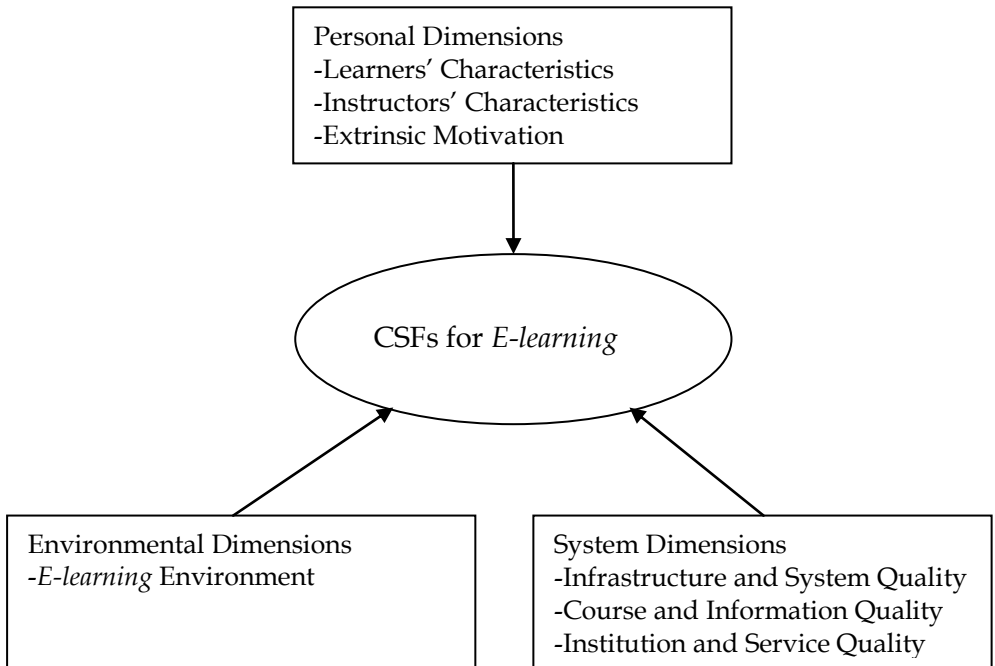 Personal Dimensions
-Learners’ Characteristics
-Instructors’ Characteristics
-Extrinsic Motivation
CSFs for E-learning
Environmental Dimensions
-E-learning Environment
System Dimensions
-Infrastructure and System Quality
-Course and Information Quality
-Institution and Service Quality